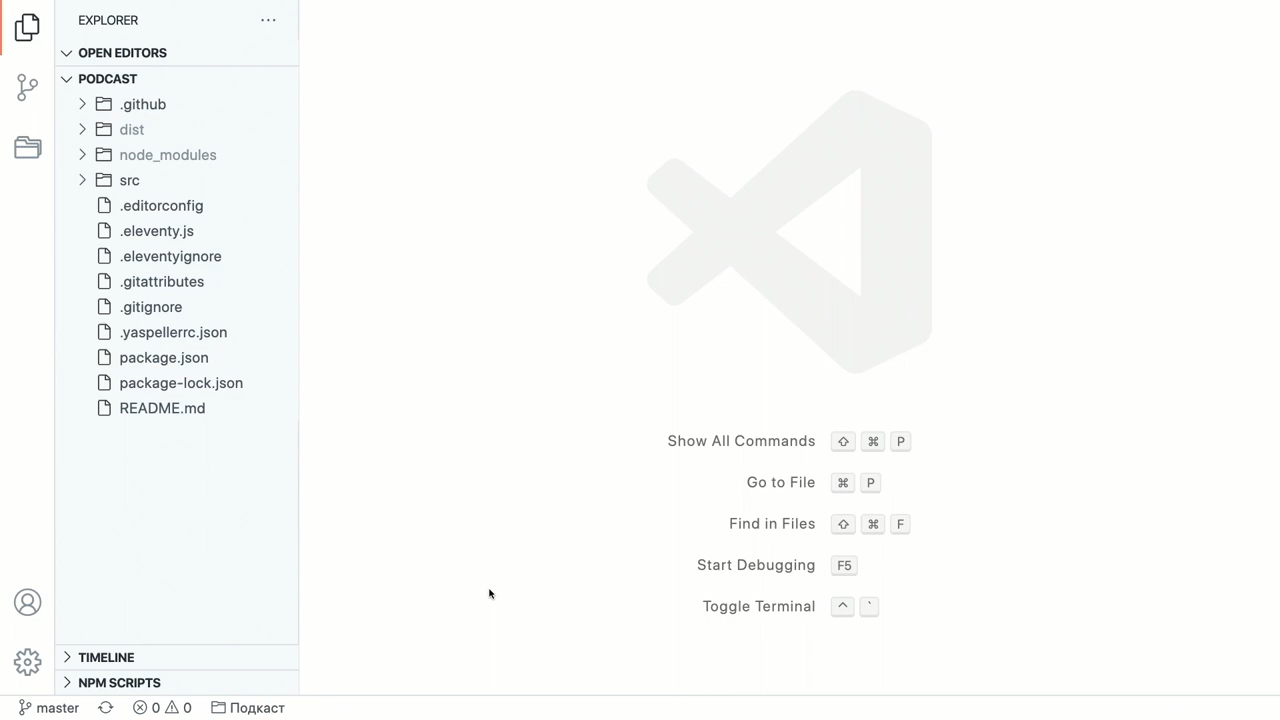 EXPLORER
OPEN EDITORS
PODCAST
.github
dist
node_modules
src
.editorconfig
.eleventy.js
.eleventyignore
.gitattributes
.gitignore
.yaspellerrc.json
package.json
package-lock.json
README.md
TIMELINE
NPM SCRIPTS
Show All Commands ⇧ ⌘ P
Go to File ⌘ P
Find in Files ⇧ ⌘ F
Start Debugging F5
Toggle Terminal ^ `
master 0 0 Подкаст